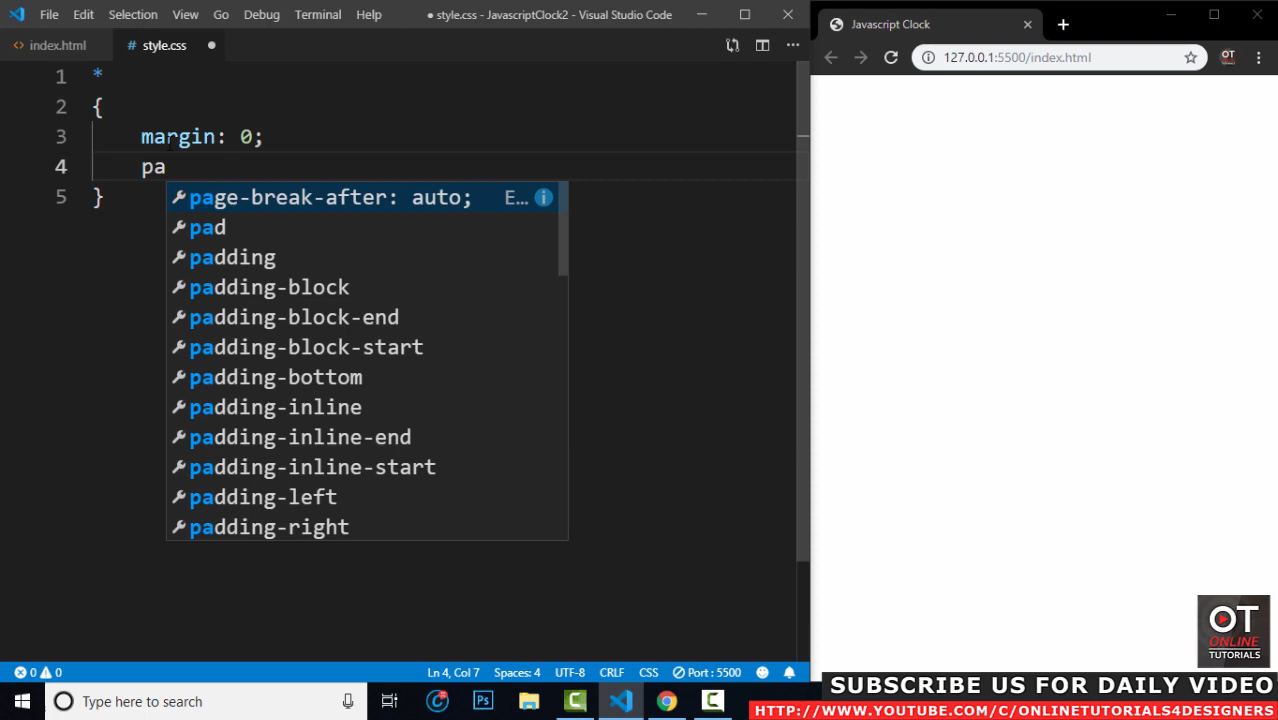 File Edit Selection View Go Debug Terminal Help ● style.css - JavascriptClock2 - Visual Studio Code
index.html
style.css
1 *
2 {
3 margin: 0;
4 pa
5 }
page-break-after: auto; E...
pad
padding
padding-block
padding-block-end
padding-block-start
padding-bottom
padding-inline
padding-inline-end
padding-inline-start
padding-left
padding-right
0 0 Ln 4, Col 7 Spaces: 4 UTF-8 CRLF CSS Port : 5500
Type here to search
Javascript Clock
127.0.0.1:5500/index.html
OT
OT
ONLINE
TUTORIALS
SUBSCRIBE US FOR DAILY VIDEO
HTTP://WWW.YOUTUBE.COM/C/ONLINETUTORIALS4DESIGNERS